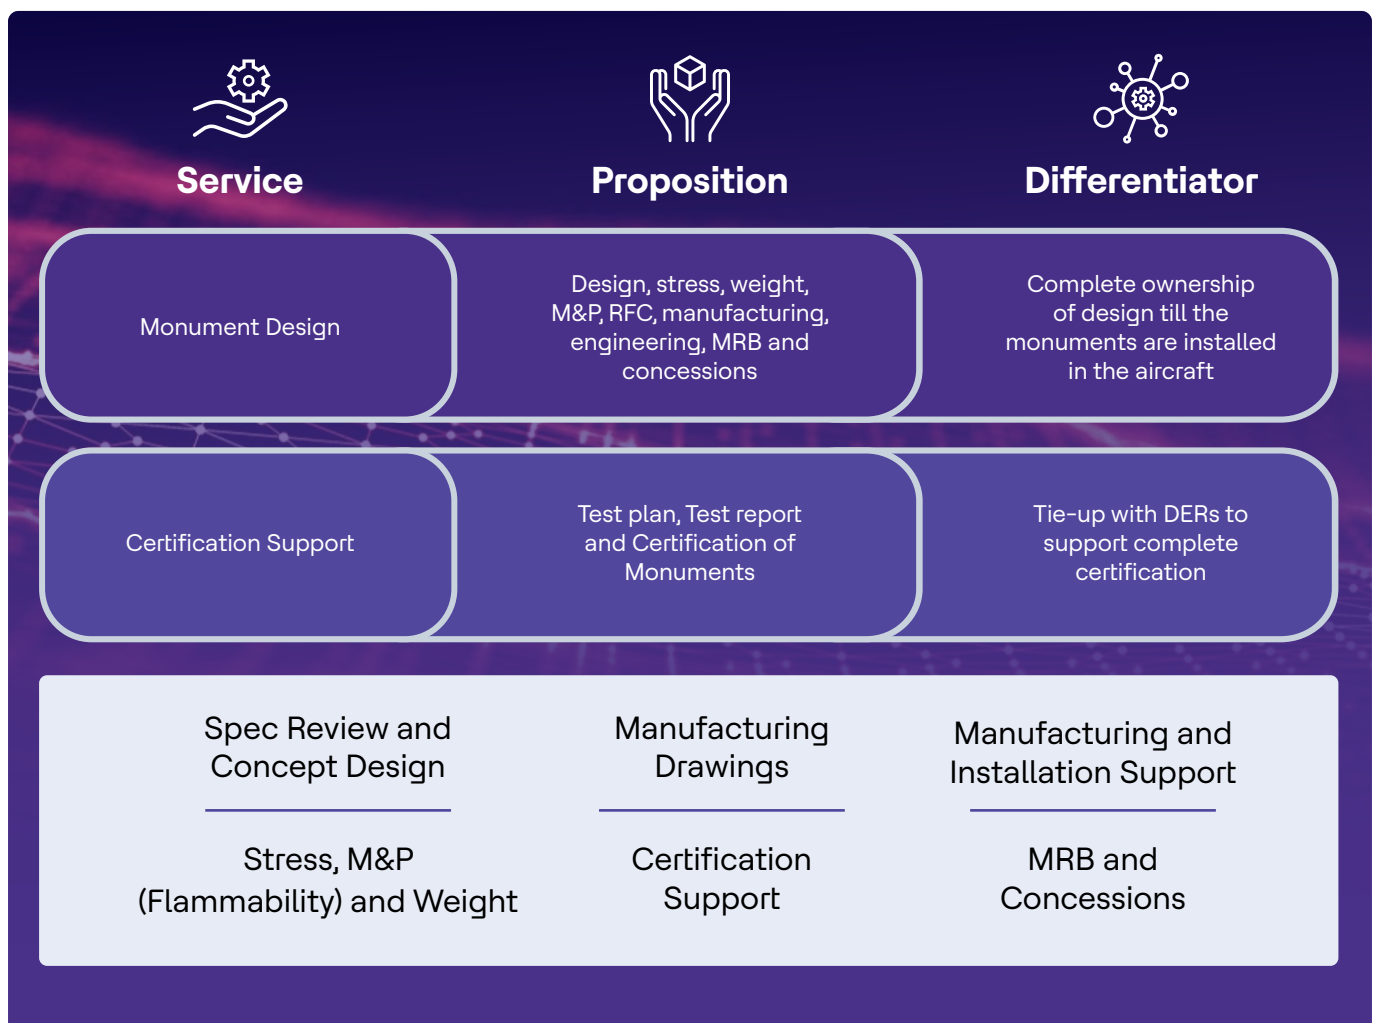 Service
Proposition
Differentiator
Monument Design
Design, stress, weight,
M&P, RFC, manufacturing,
engineering, MRB and
concessions
Complete ownership
of design till the
monuments are installed
in the aircraft
Certification Support
Test plan, Test report
and Certification of
Monuments
Tie-up with DERs to
support complete
certification
Spec Review and
Concept Design
Manufacturing
Drawings
Manufacturing and
Installation Support
Stress, M&P
(Flammability) and Weight
Certification
Support
MRB and
Concessions